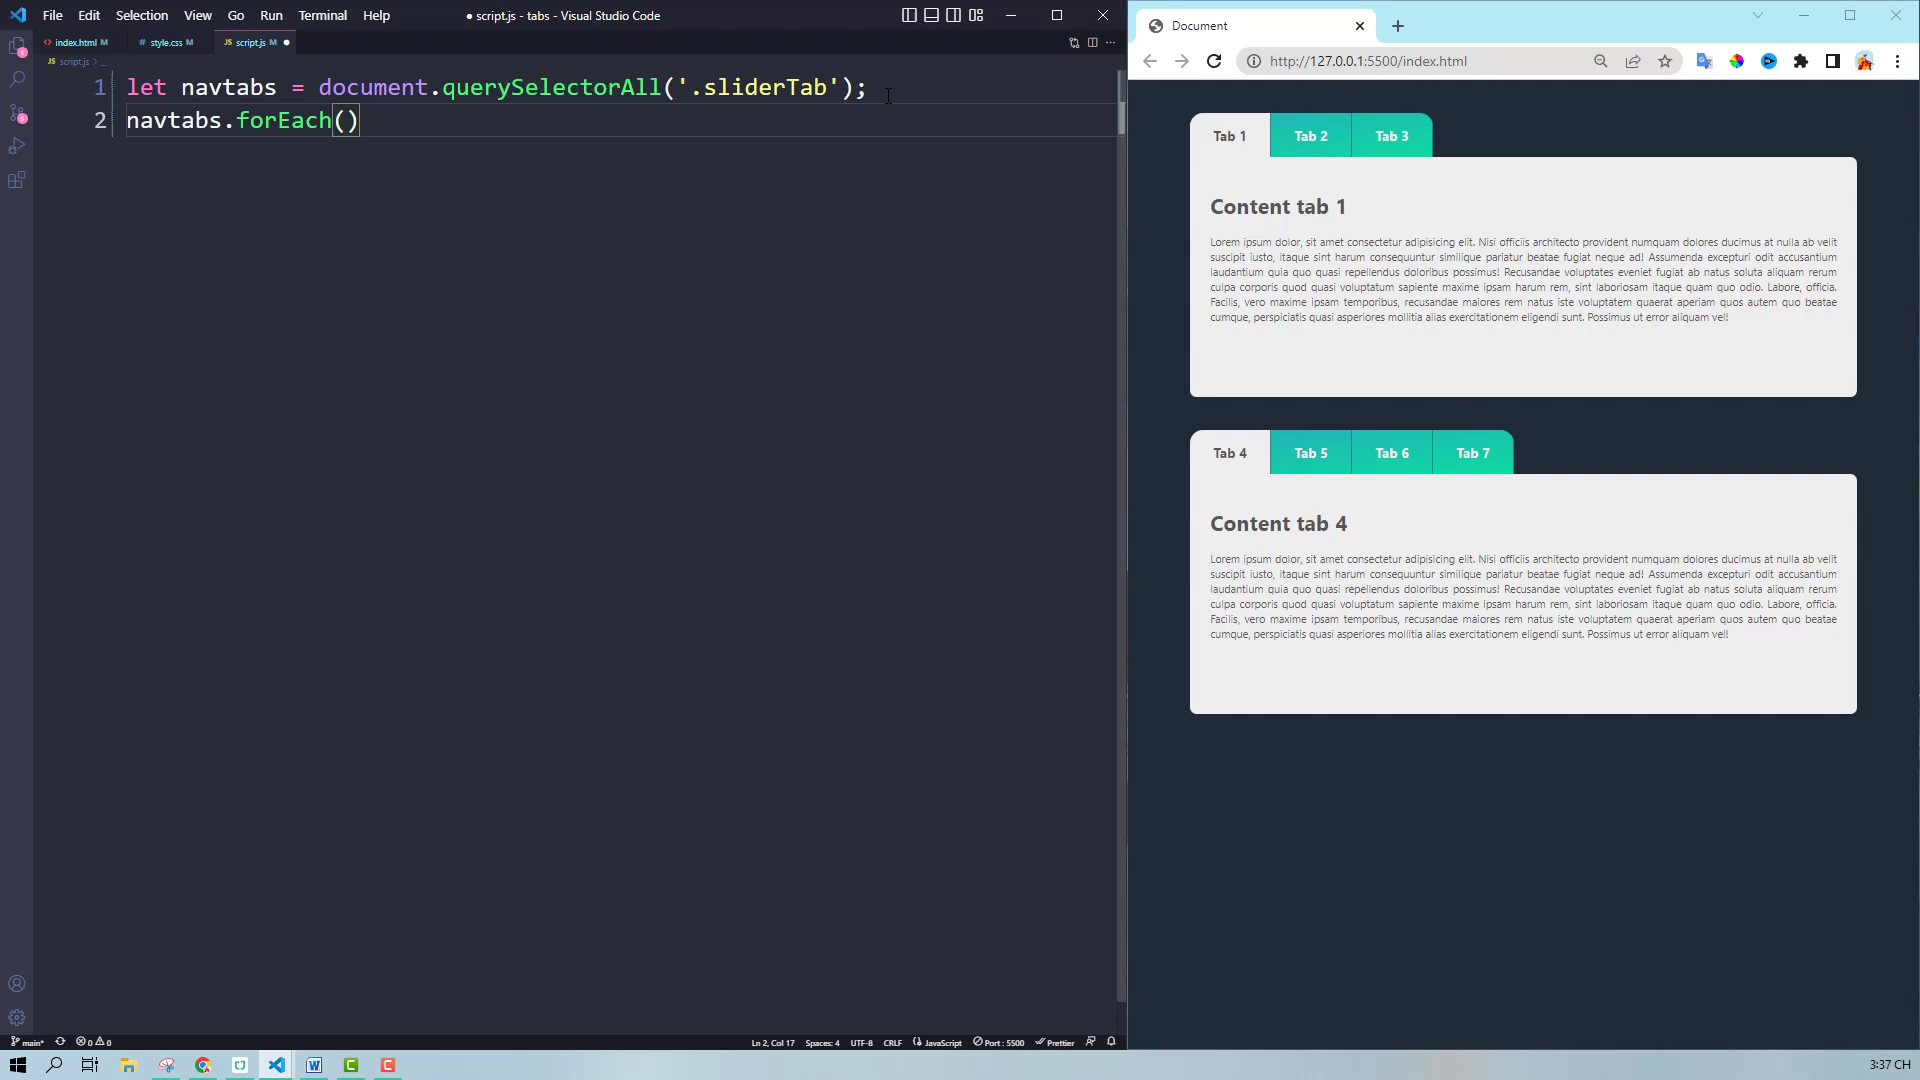 File Edit Selection View Go Run Terminal Help
● script.js - tabs - Visual Studio Code
index.html M
# style.css M
JS script.js M ●
JS script.js > ...
1 let navtabs = document.querySelectorAll('.sliderTab');
2 navtabs.forEach()
main*
0 0
Ln 2, Col 17 Spaces: 4 UTF-8 CRLF JavaScript Port : 5500 Prettier
Document
http://127.0.0.1:5500/index.html
Tab 1 Tab 2 Tab 3
Content tab 1
Lorem ipsum dolor, sit amet consectetur adipisicing elit. Nisi officiis architecto provident numquam dolores ducimus at nulla ab velit
suscipit iusto, itaque sint harum consequuntur similique pariatur beatae fugiat neque ad! Assumenda excepturi odit accusantium
laudantium quia quo quasi repellendus doloribus possimus! Recusandae voluptates eveniet fugiat ab natus soluta aliquam rerum
culpa corporis quod quasi voluptatum sapiente maxime ipsam harum rem, sint laboriosam itaque quam quo odio. Labore, officia.
Facilis, vero maxime ipsam temporibus, recusandae maiores rem natus iste voluptatem quaerat aperiam quos autem quo beatae
cumque, perspiciatis quasi asperiores mollitia alias exercitationem eligendi sunt. Possimus ut error aliquam vel!
Tab 4 Tab 5 Tab 6 Tab 7
Content tab 4
Lorem ipsum dolor, sit amet consectetur adipisicing elit. Nisi officiis architecto provident numquam dolores ducimus at nulla ab velit
suscipit iusto, itaque sint harum consequuntur similique pariatur beatae fugiat neque ad! Assumenda excepturi odit accusantium
laudantium quia quo quasi repellendus doloribus possimus! Recusandae voluptates eveniet fugiat ab natus soluta aliquam rerum
culpa corporis quod quasi voluptatum sapiente maxime ipsam harum rem, sint laboriosam itaque quam quo odio. Labore, officia.
Facilis, vero maxime ipsam temporibus, recusandae maiores rem natus iste voluptatem quaerat aperiam quos autem quo beatae
cumque, perspiciatis quasi asperiores mollitia alias exercitationem eligendi sunt. Possimus ut error aliquam vel!
3:37 CH